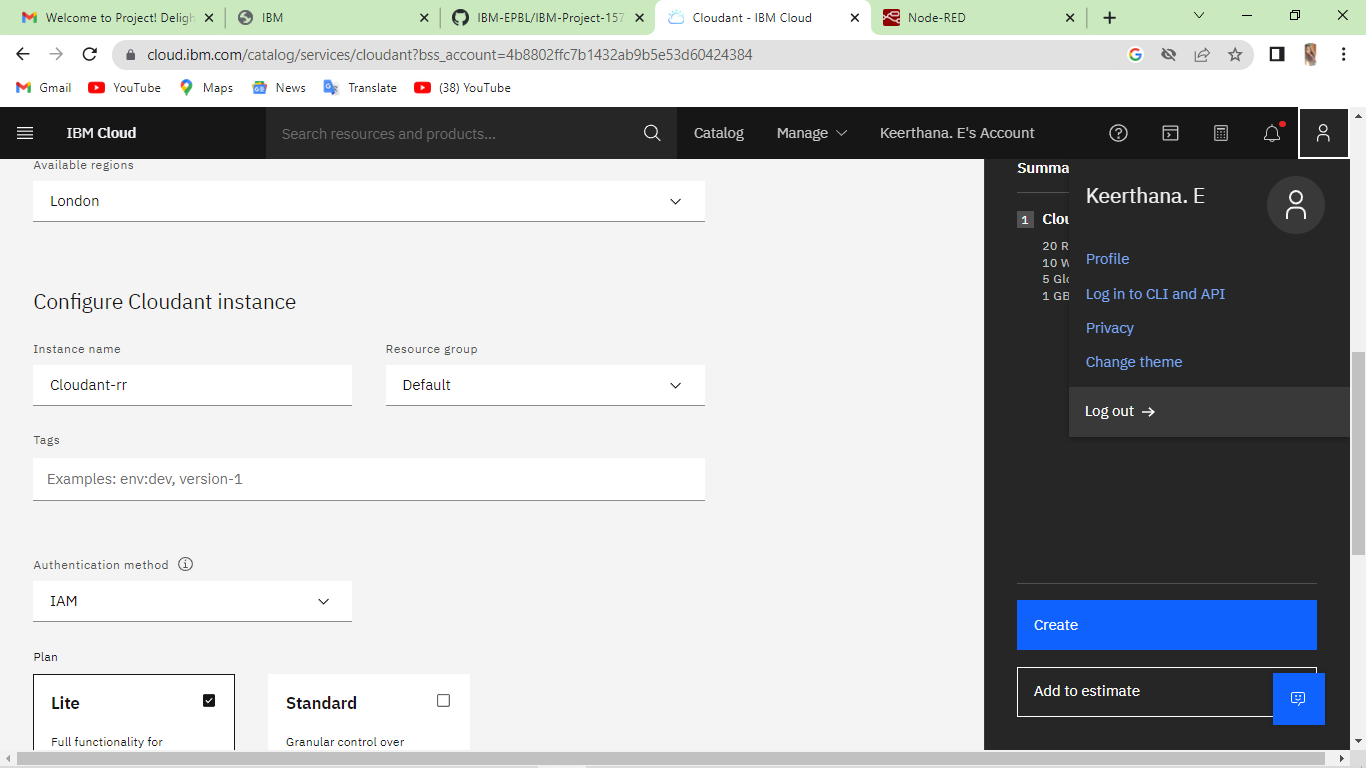 Welcome to Project! Deligh
IBM
IBM-EPBL/IBM-Project-157
Cloudant - IBM Cloud
Node-RED
cloud.ibm.com/catalog/services/cloudant?bss_account=4b8802ffc7b1432ab9b5e53d60424384
Gmail
YouTube
Maps
News
Translate
(38) YouTube
IBM Cloud
Search resources and products...
Catalog
Manage
Keerthana. E's Account
Available regions
London
Configure Cloudant instance
Instance name
Resource group
Cloudant-rr
Default
Tags
Examples: env:dev, version-1
Authentication method
IAM
Plan
Lite
Standard
Full functionality for
Granular control over
Summa
1 Clou
20 R
10 W
5 Glo
1 GB
Keerthana. E
Profile
Log in to CLI and API
Privacy
Change theme
Log out
Create
Add to estimate